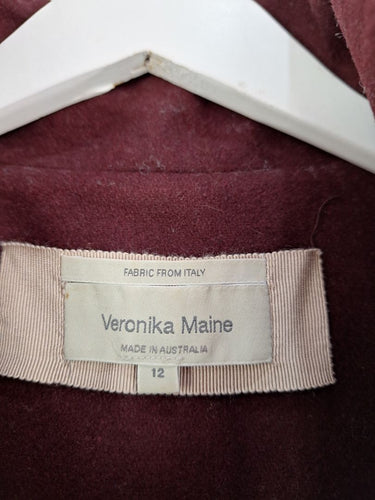 FABRIC FROM ITALY
Veronika Maine
MADE IN AUSTRALIA
12